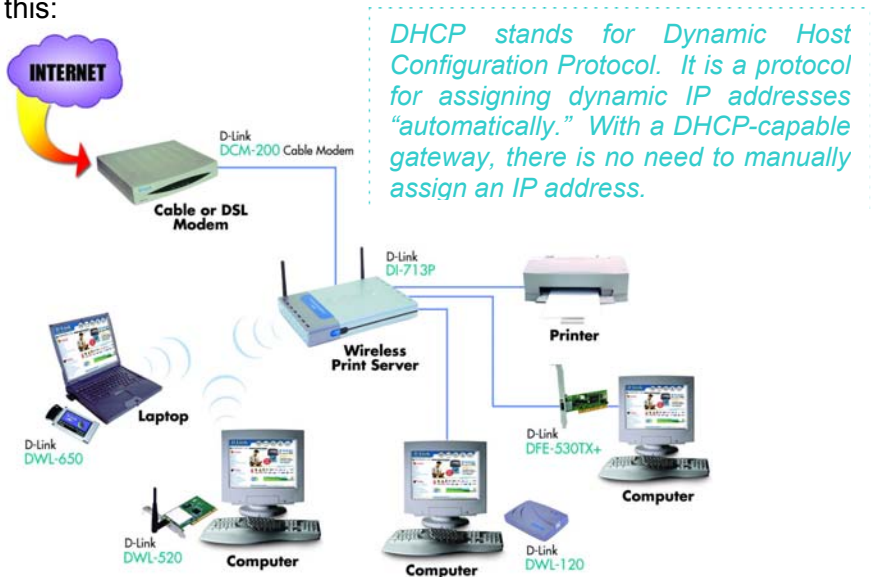 this:
DHCP stands for Dynamic Host
Configuration Protocol. It is a protocol
for assigning dynamic IP addresses
“automatically.” With a DHCP-capable
gateway, there is no need to manually
assign an IP address.
INTERNET
D-Link
DCM-200 Cable Modem
Cable or DSL
Modem
D-Link
DI-713P
Printer
Wireless
Print Server
Laptop
D-Link
DWL-650
D-Link
DFE-530TX+
Computer
D-Link
DWL-520
Computer
Computer
D-Link
DWL-120